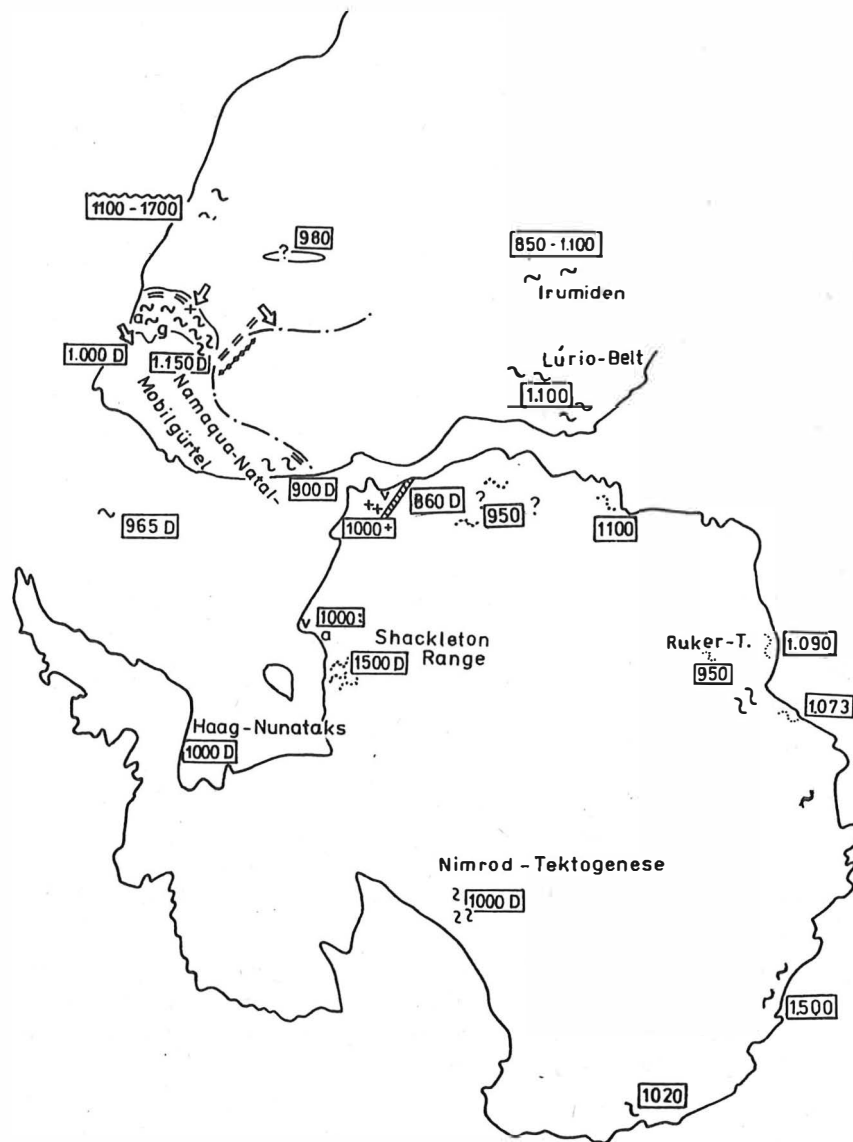 1100 - 1700
980
850 - 1.100
Irumiden
a
g
1.000 D
1.150 D
Lúrio-Belt
1.100
Namaqua-Natal-
Mobilgürtel
900 D
860 D
?
950
?
1000 +
1100
965 D
1000
a
Shackleton
Range
1500 D
Ruker-T.
1.090
950
1.073
Haag-Nunataks
1000 D
Nimrod - Tektogenese
1000 D
1.500
1020